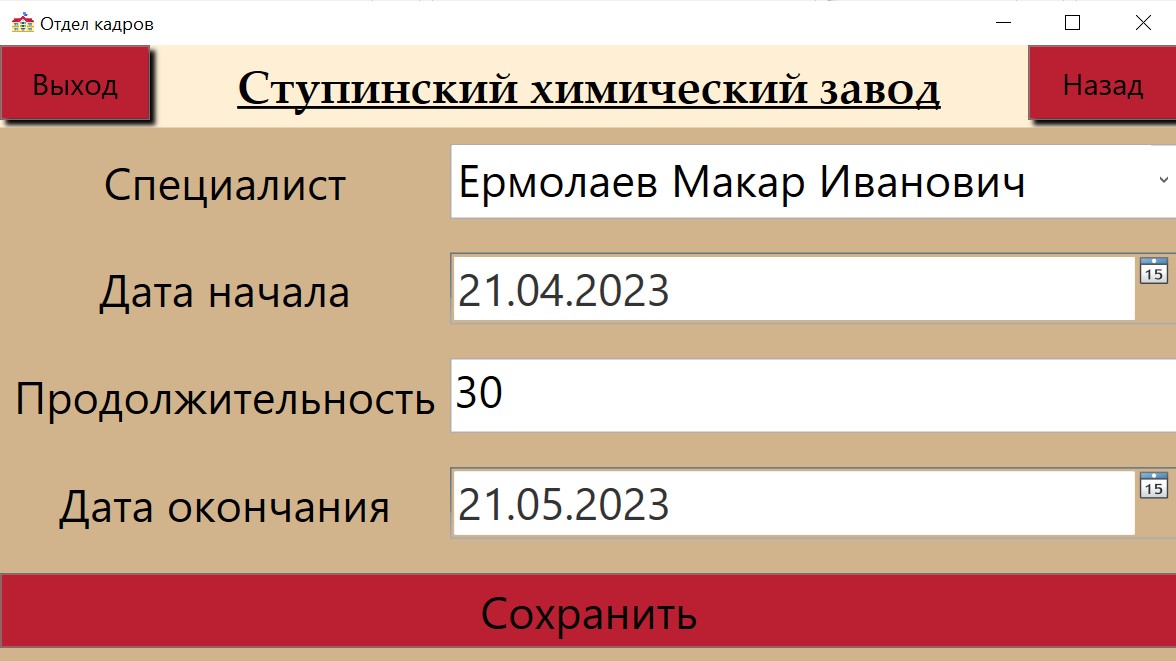 Отдел кадров
Выход
Ступинский химический завод
Назад
Специалист
Ермолаев Макар Иванович
Дата начала
21.04.2023
15
Продолжительность
30
Дата окончания
21.05.2023
15
Сохранить